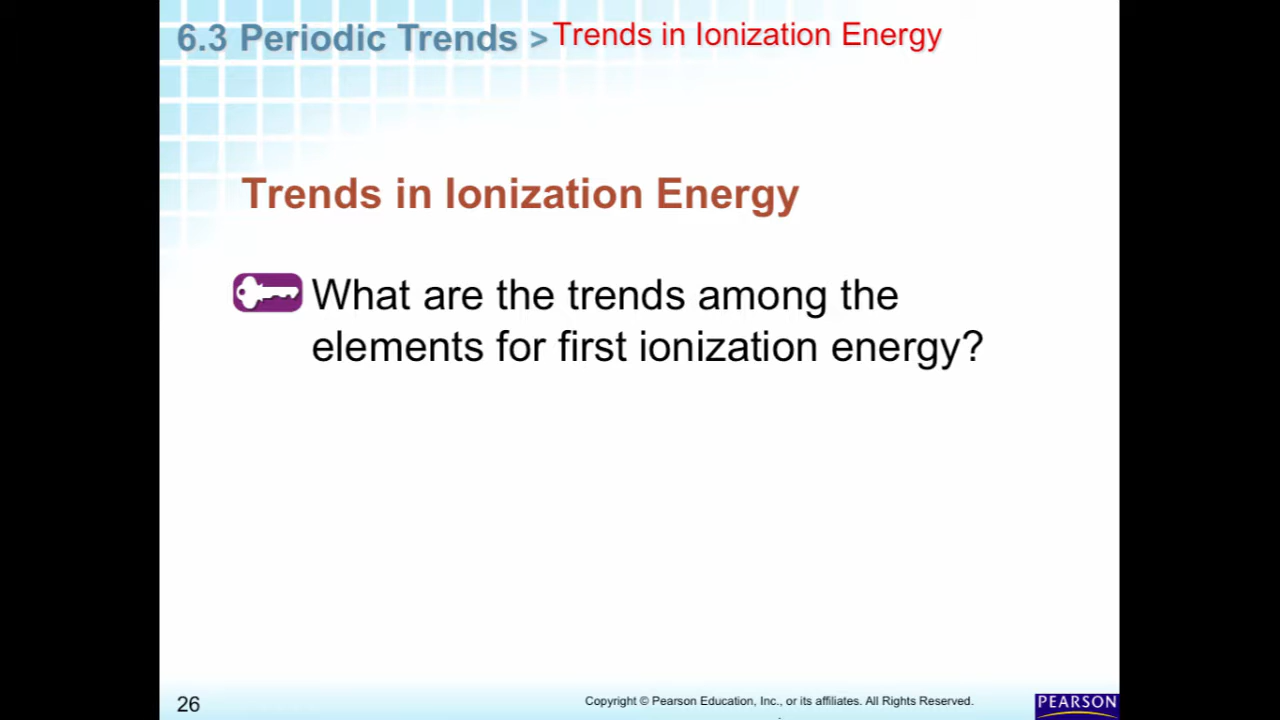 6.3 Periodic Trends > Trends in Ionization Energy
Trends in Ionization Energy
What are the trends among the
elements for first ionization energy?
26
Copyright © Pearson Education, Inc., or its affiliates. All Rights Reserved.
PEARSON